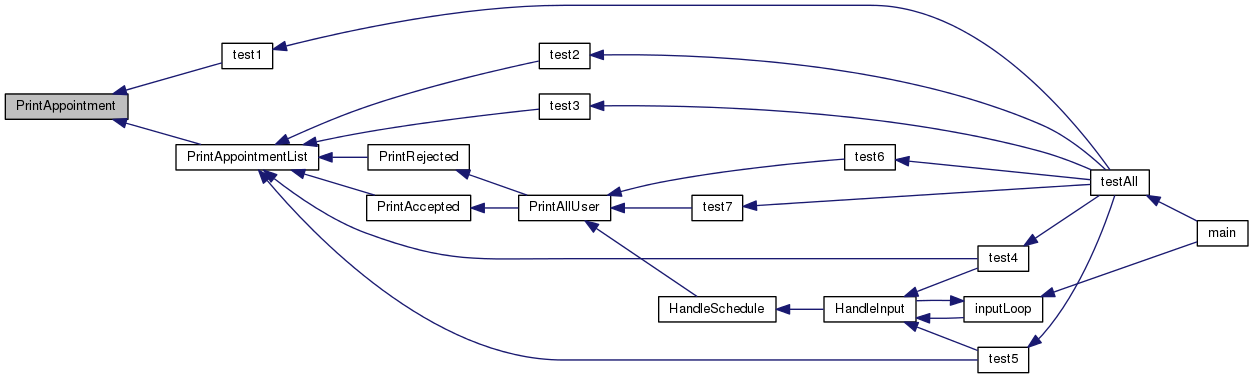 PrintAppointment
test1
PrintAppointmentList
test2
test3
PrintRejected
PrintAccepted
PrintAllUser
test6
test7
HandleSchedule
HandleInput
test4
inputLoop
test5
testAll
main